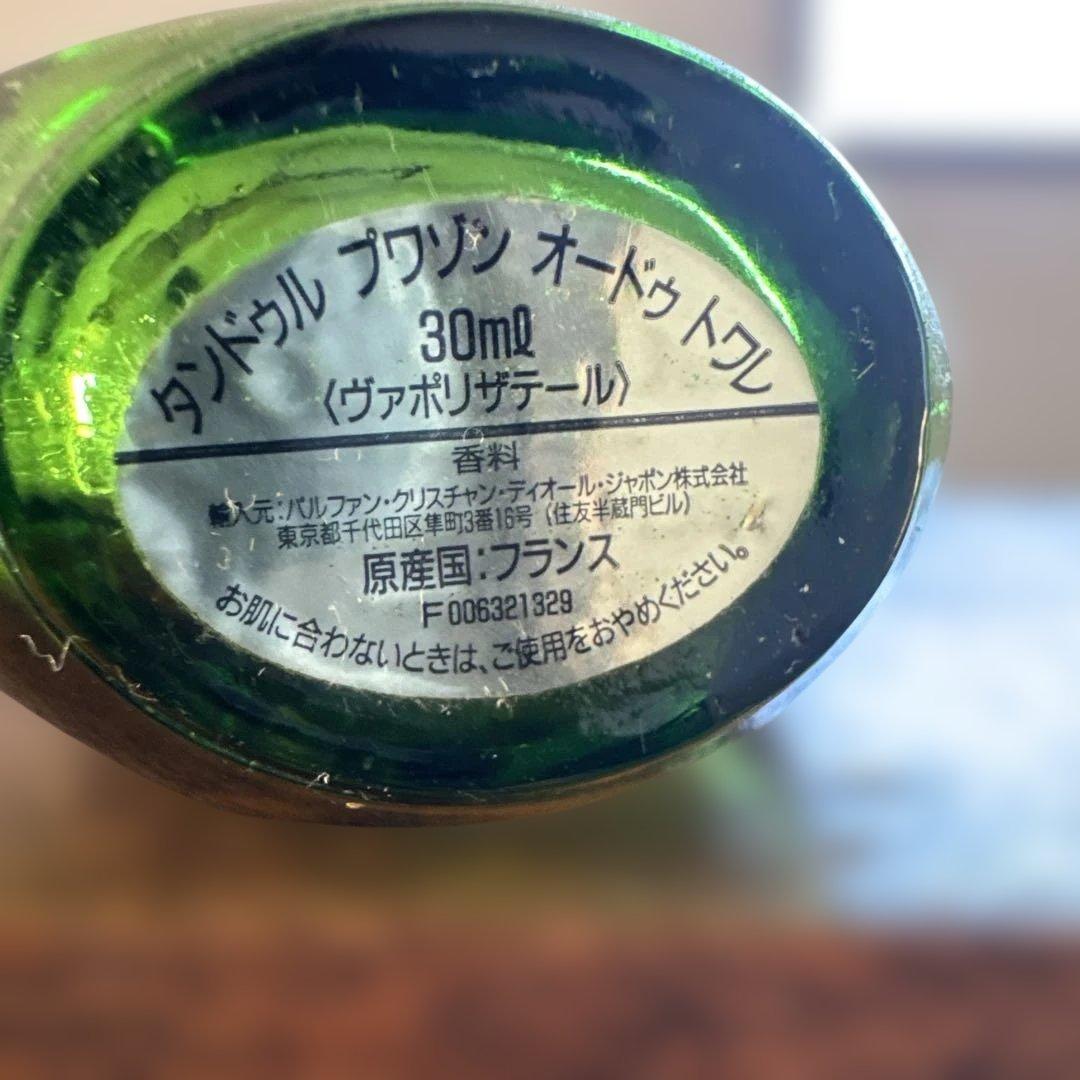 タンドゥル プワゾン オードゥ トワレ
30ml
〈ヴァポリザテール〉
香料
輸入元:パルファン・クリスチャン・ディオール・ジャポン株式会社
東京都千代田区隼町3番16号（住友半蔵門ビル）
原産国:フランス
F006321329
お肌に合わないときは、ご使用をおやめください。